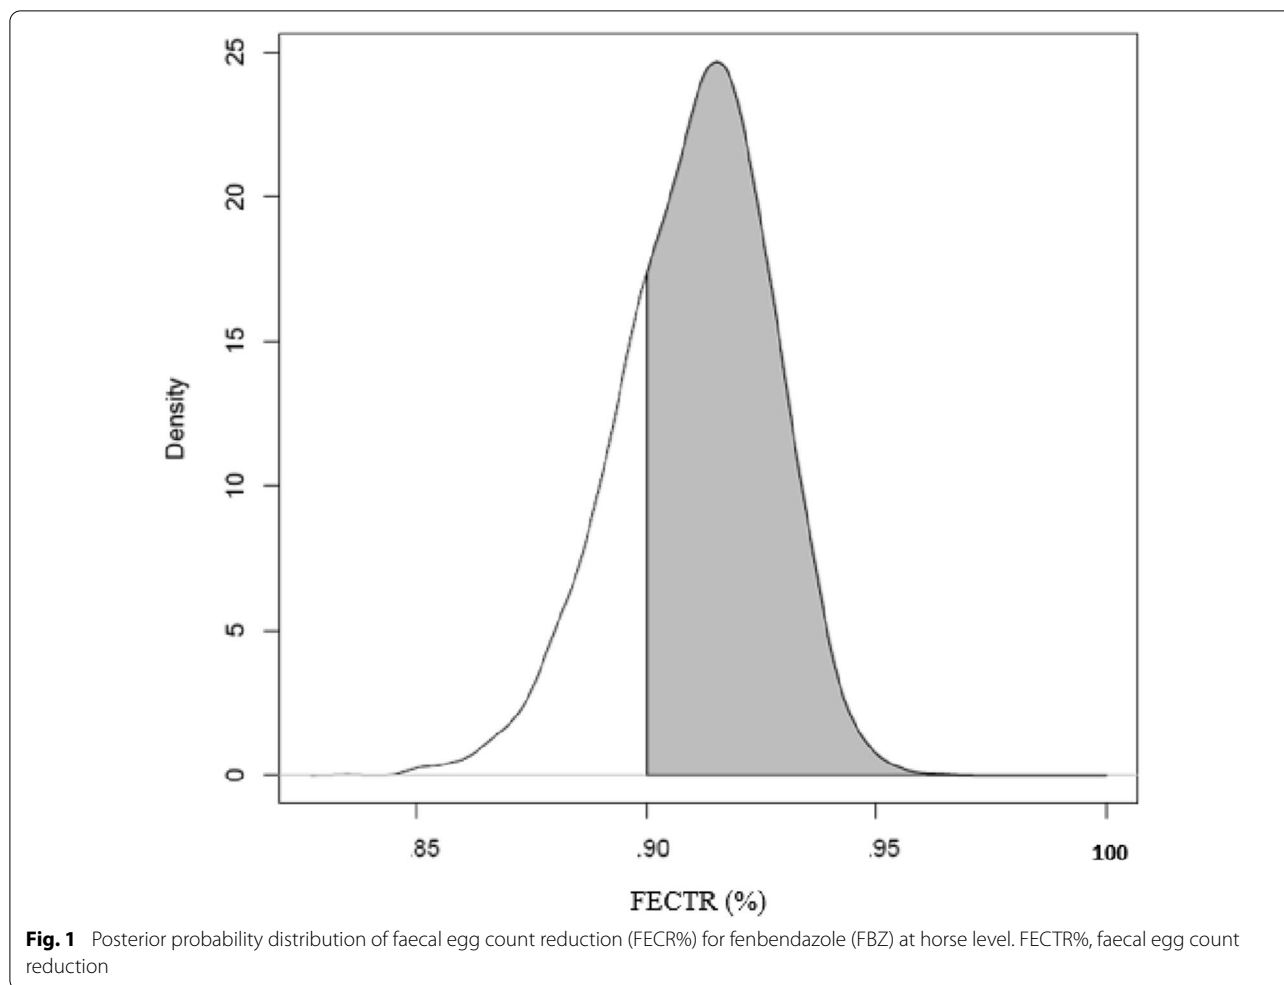 25
20
15
10
5
0
Density
.85 .90 .95 100
FECTR (%)
Fig. 1 Posterior probability distribution of faecal egg count reduction (FECR%) for fenbendazole (FBZ) at horse level. FECTR%, faecal egg count
reduction